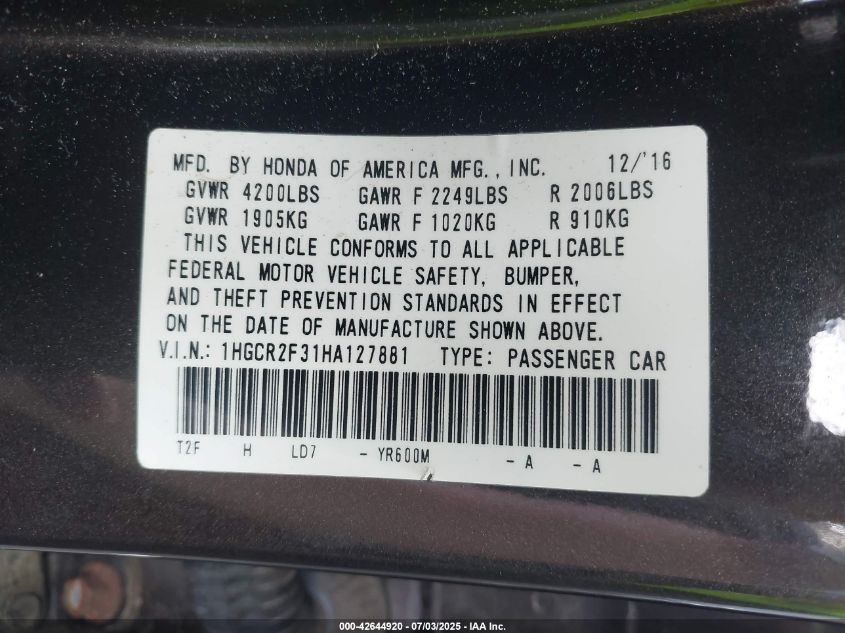 MFD. BY HONDA OF AMERICA MFG., INC. 12/'16
GVWR 4200LBS GAWR F 2249LBS R 2006LBS
GVWR 1905KG GAWR F 1020KG R 910KG
THIS VEHICLE CONFORMS TO ALL APPLICABLE
FEDERAL MOTOR VEHICLE SAFETY, BUMPER,
AND THEFT PREVENTION STANDARDS IN EFFECT
ON THE DATE OF MANUFACTURE SHOWN ABOVE.
V.I.N.: 1HGCR2F31HA127881 TYPE: PASSENGER CAR
T2F H LD7 - YR600M - A - A
000-42644920 - 07/03/2025 - IAA Inc.